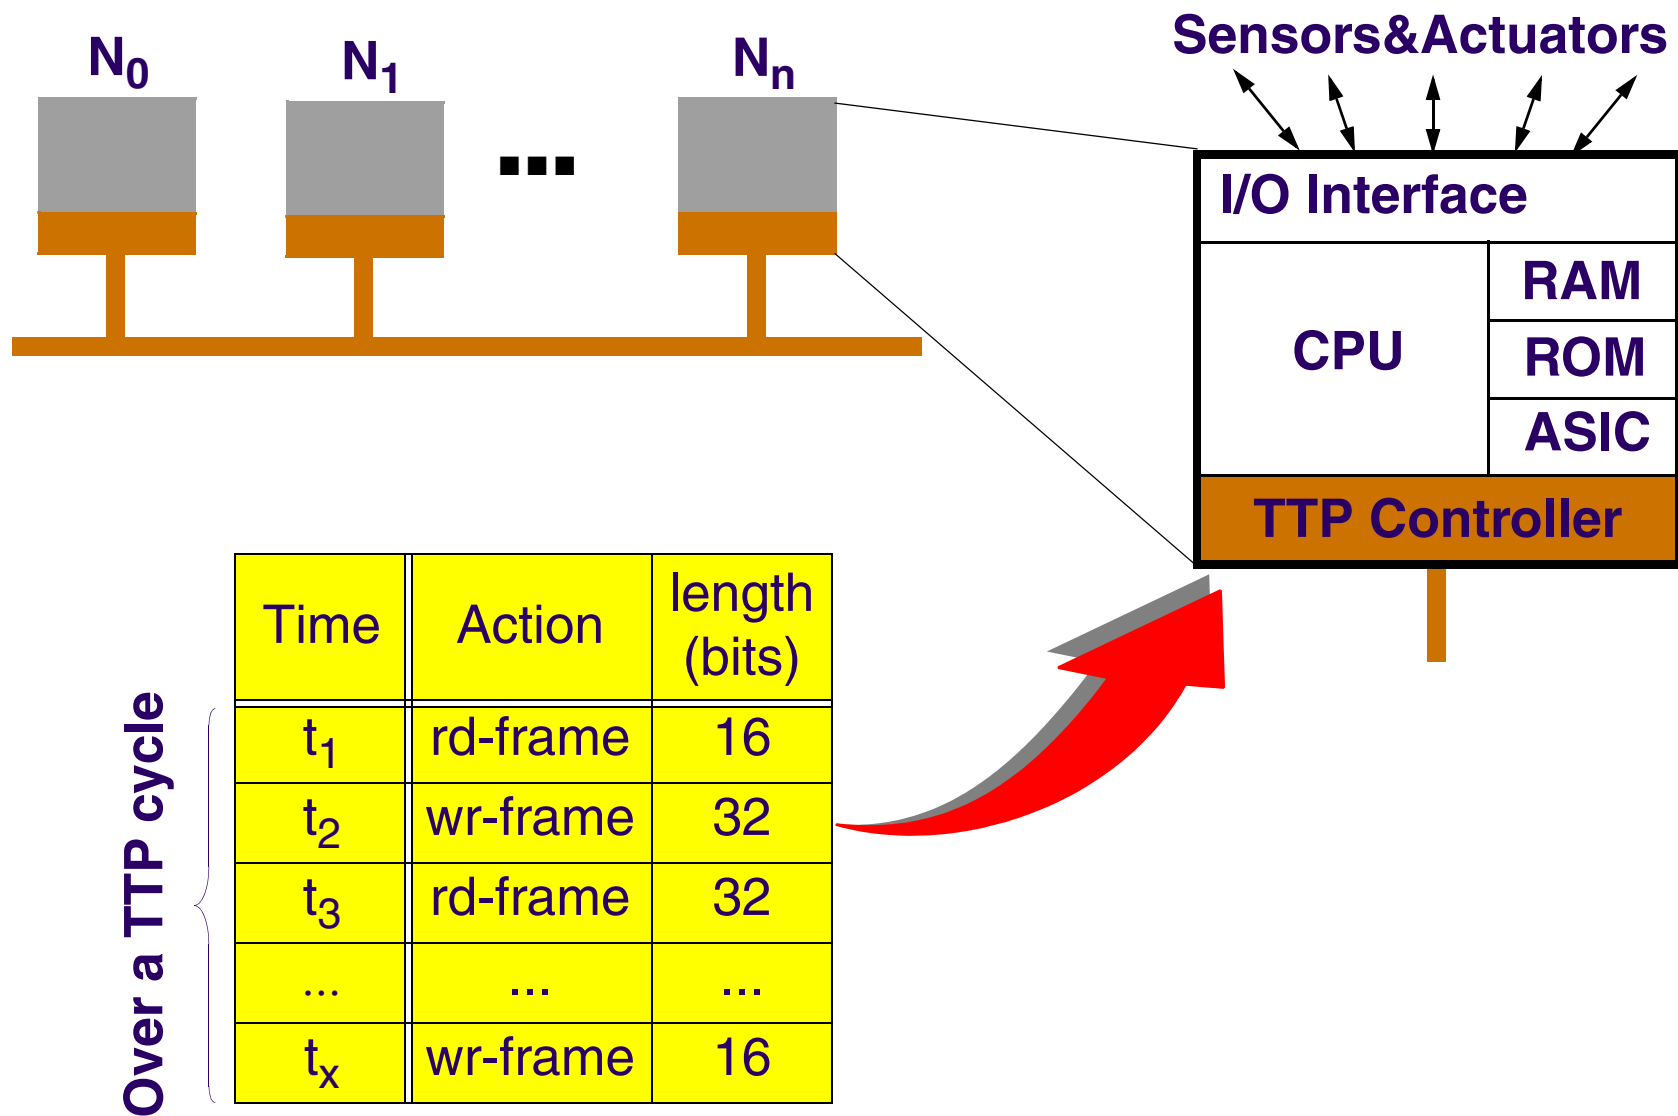 N0 N1 Nn
Sensors&Actuators
I/O Interface
CPU
RAM
ROM
ASIC
TTP Controller
Time Action length
(bits)
t1 rd-frame 16
t2 wr-frame 32
t3 rd-frame 32
... ... ...
tx wr-frame 16
Over a TTP cycle